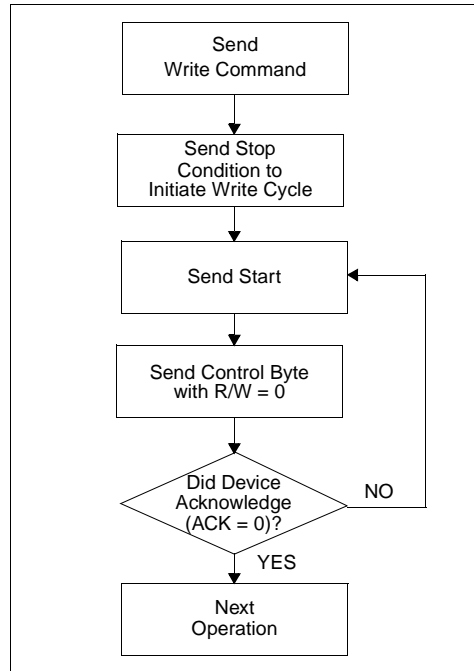 Send
Write Command
Send Stop
Condition to
Initiate Write Cycle
Send Start
Send Control Byte
with R/W = 0
Did Device
Acknowledge
(ACK = 0)?
NO
YES
Next
Operation